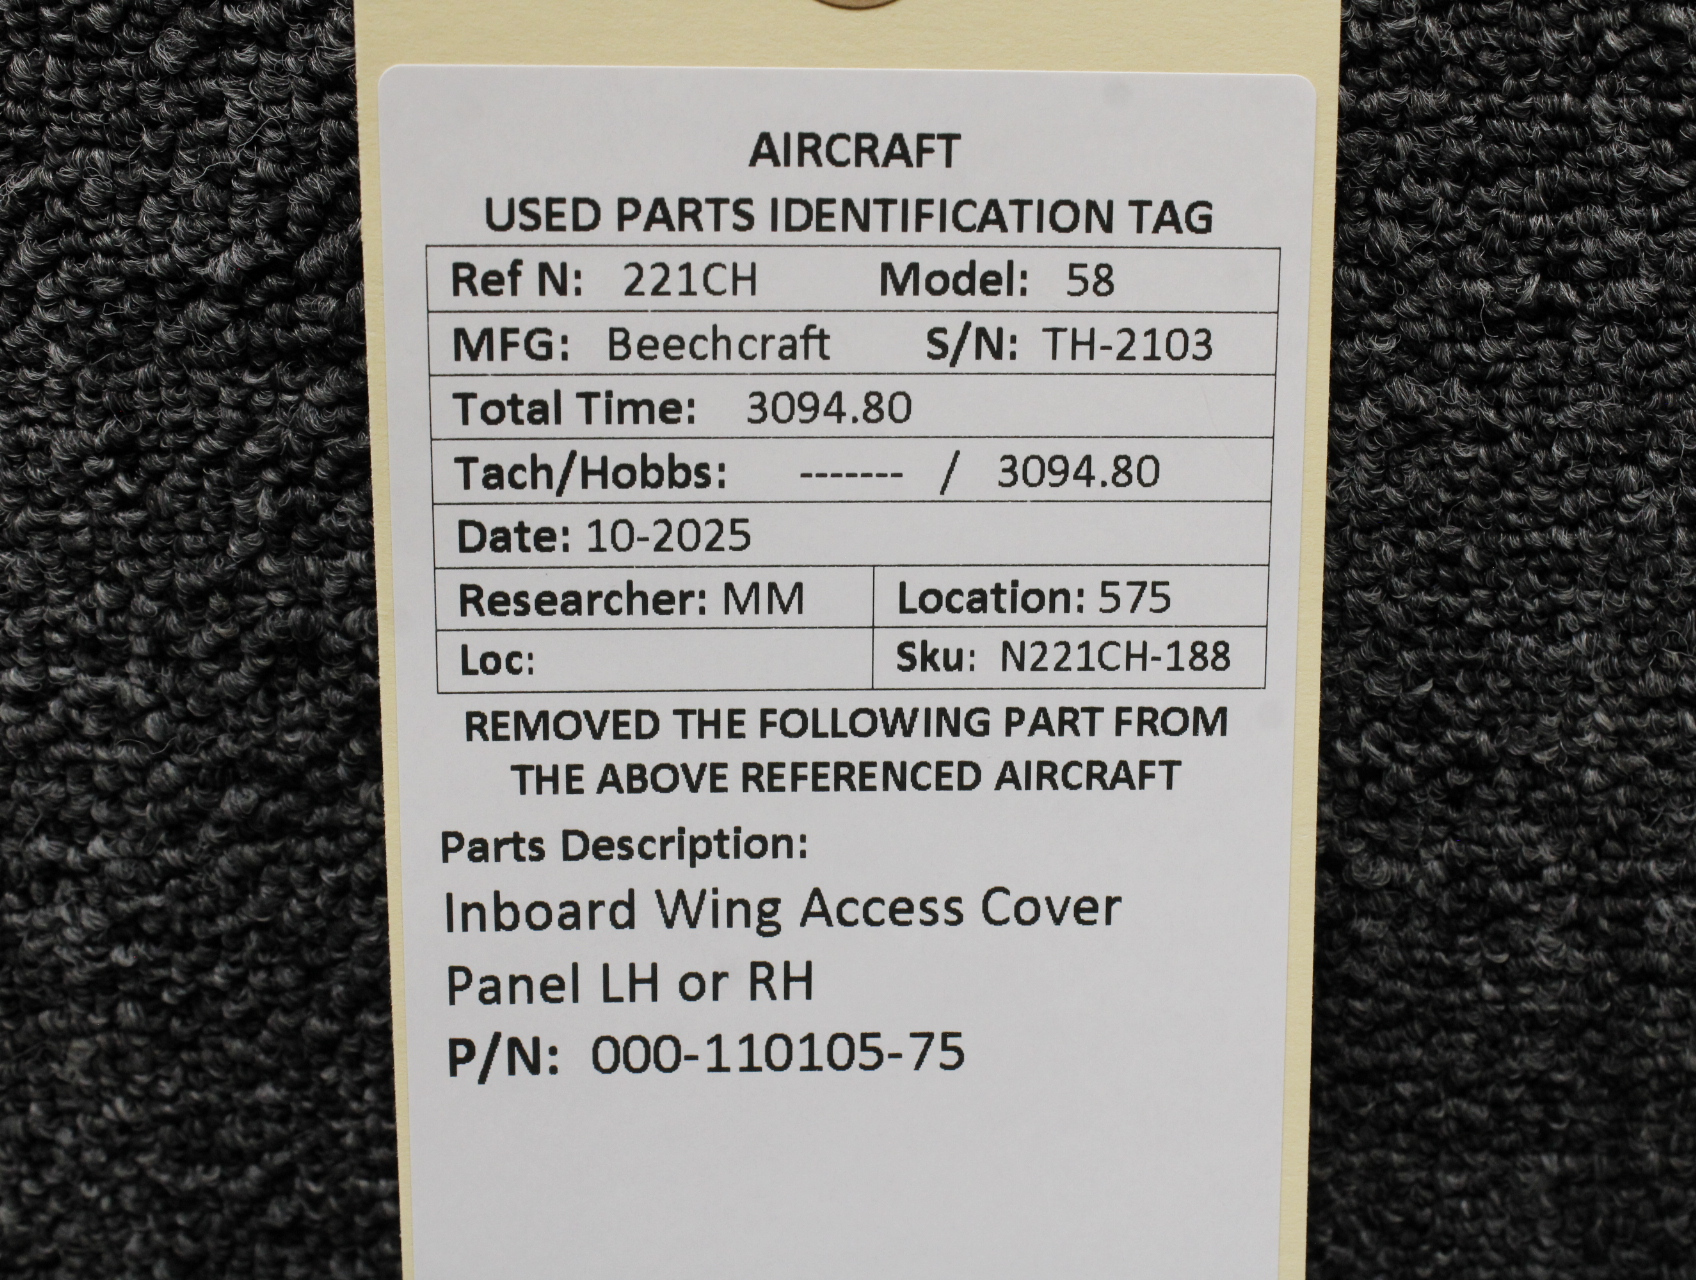 AIRCRAFT
USED PARTS IDENTIFICATION TAG
Ref N: 221CH Model: 58
MFG: Beechcraft S/N: TH-2103
Total Time: 3094.80
Tach/Hobbs: ------- / 3094.80
Date: 10-2025
Researcher: MM Location: 575
Loc: Sku: N221CH-188
REMOVED THE FOLLOWING PART FROM
THE ABOVE REFERENCED AIRCRAFT
Parts Description:
Inboard Wing Access Cover
Panel LH or RH
P/N: 000-110105-75